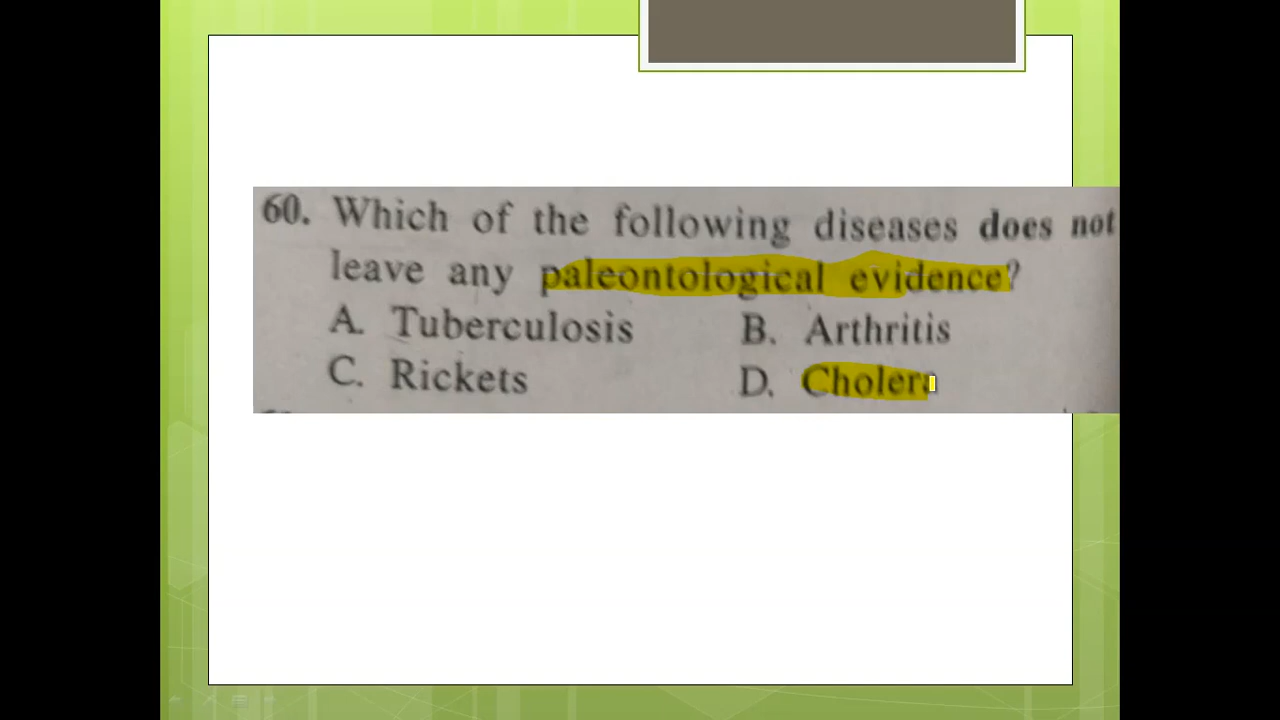 60. Which of the following diseases does not
leave any paleontological evidence?
A. Tuberculosis B. Arthritis
C. Rickets D. Cholera